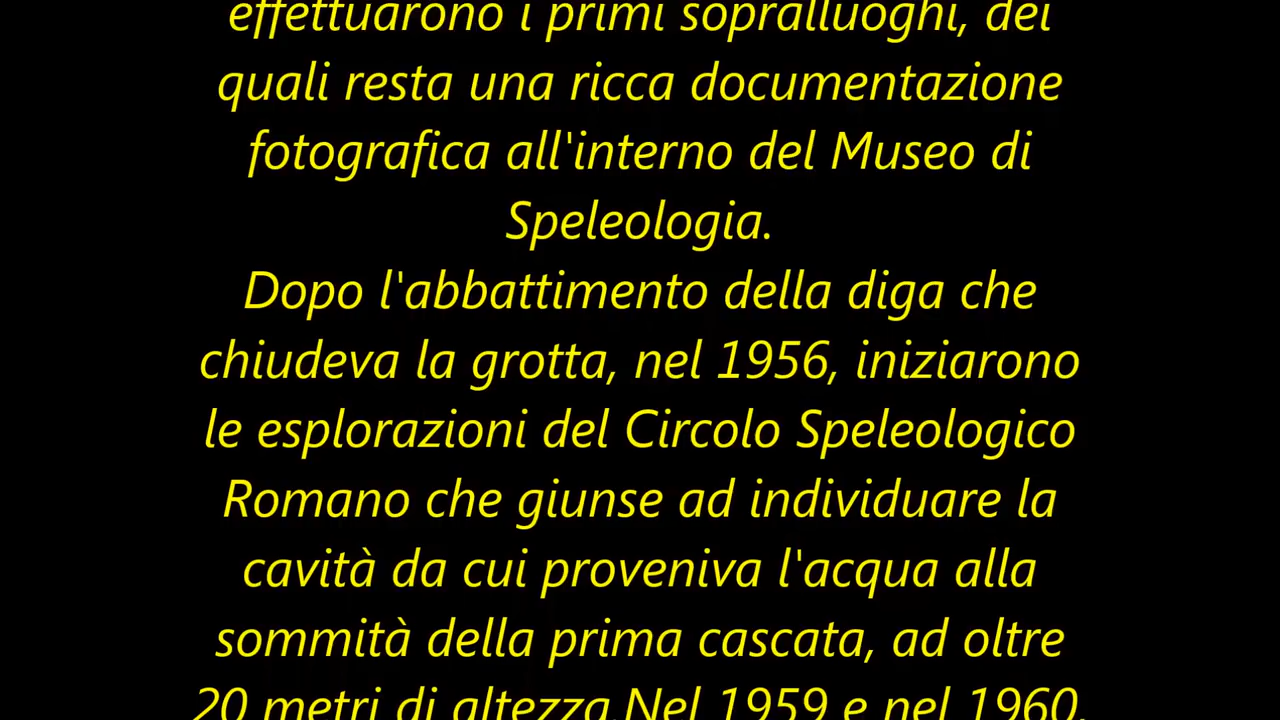 effettuarono i primi sopralluoghi, dei
quali resta una ricca documentazione
fotografica all'interno del Museo di
Speleologia.
Dopo l'abbattimento della diga che
chiudeva la grotta, nel 1956, iniziarono
le esplorazioni del Circolo Speleologico
Romano che giunse ad individuare la
cavità da cui proveniva l'acqua alla
sommità della prima cascata, ad oltre
20 metri di altezza.Nel 1959 e nel 1960,